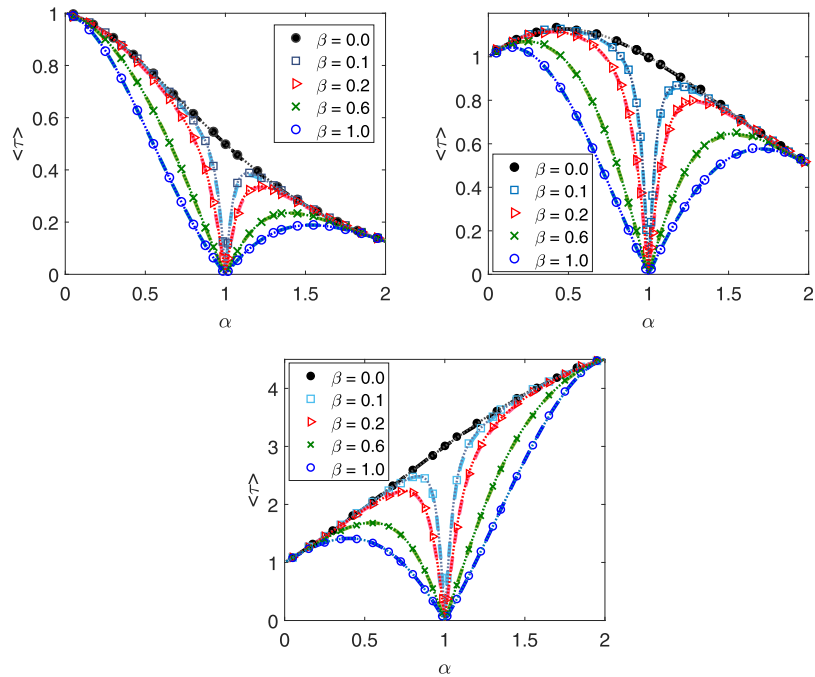 1
0.8
0.6
0.4
0.2
0
<τ>
0
0.5
1
1.5
2
α
β = 0.0
β = 0.1
β = 0.2
β = 0.6
β = 1.0
1.2
1
0.8
0.6
0.4
0.2
0
<τ>
0
0.5
1
1.5
2
α
β = 0.0
β = 0.1
β = 0.2
β = 0.6
β = 1.0
4
3
2
1
0
<τ>
0
0.5
1
1.5
2
α
β = 0.0
β = 0.1
β = 0.2
β = 0.6
β = 1.0